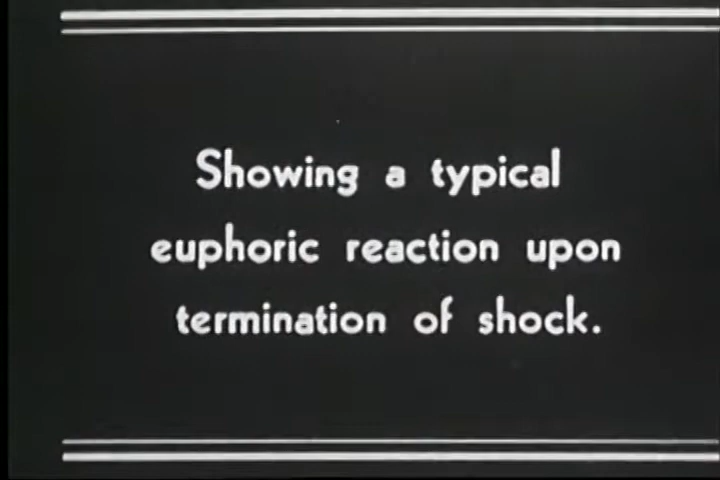 Showing a typical
euphoric reaction upon
termination of shock.